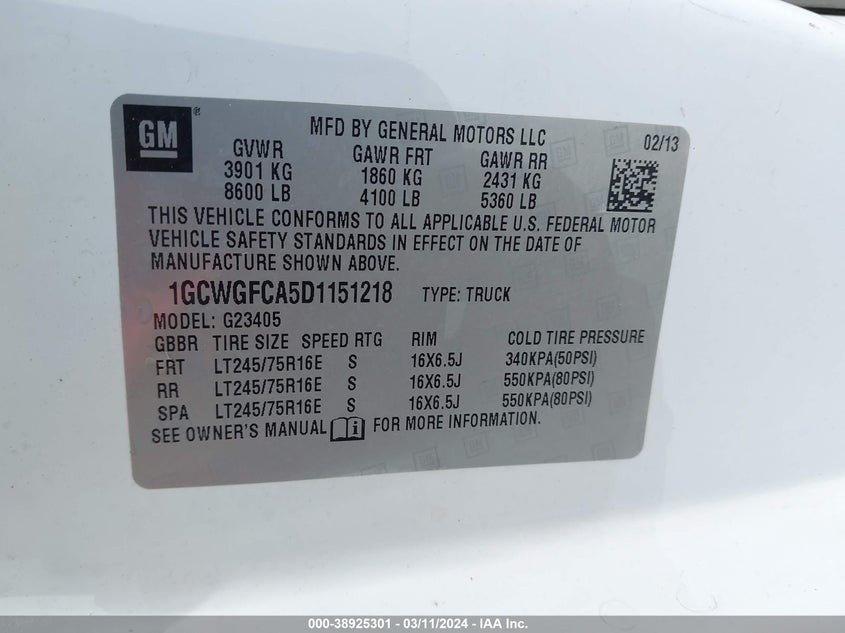 GM ®
MFD BY GENERAL MOTORS LLC 02/13
GVWR GAWR FRT GAWR RR
3901 KG 1860 KG 2431 KG
8600 LB 4100 LB 5360 LB
THIS VEHICLE CONFORMS TO ALL APPLICABLE U.S. FEDERAL MOTOR
VEHICLE SAFETY STANDARDS IN EFFECT ON THE DATE OF
MANUFACTURE SHOWN ABOVE.
1GCWGFCA5D1151218 TYPE: TRUCK
MODEL: G23405
GBBR TIRE SIZE SPEED RTG RIM COLD TIRE PRESSURE
FRT LT245/75R16E S 16X6.5J 340KPA(50PSI)
RR LT245/75R16E S 16X6.5J 550KPA(80PSI)
SPA LT245/75R16E S 16X6.5J 550KPA(80PSI)
SEE OWNER'S MANUAL i FOR MORE INFORMATION.
000-38925301 - 03/11/2024 - IAA Inc.